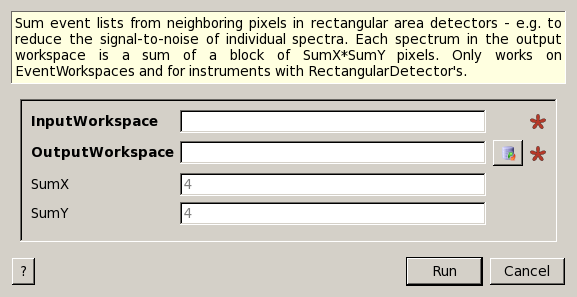 Sum event lists from neighboring pixels in rectangular area detectors - e.g. to
reduce the signal-to-noise of individual spectra. Each spectrum in the output
workspace is a sum of a block of SumX*SumY pixels. Only works on
EventWorkspaces and for instruments with RectangularDetector's.
InputWorkspace
OutputWorkspace
SumX 4
SumY 4
? Run Cancel